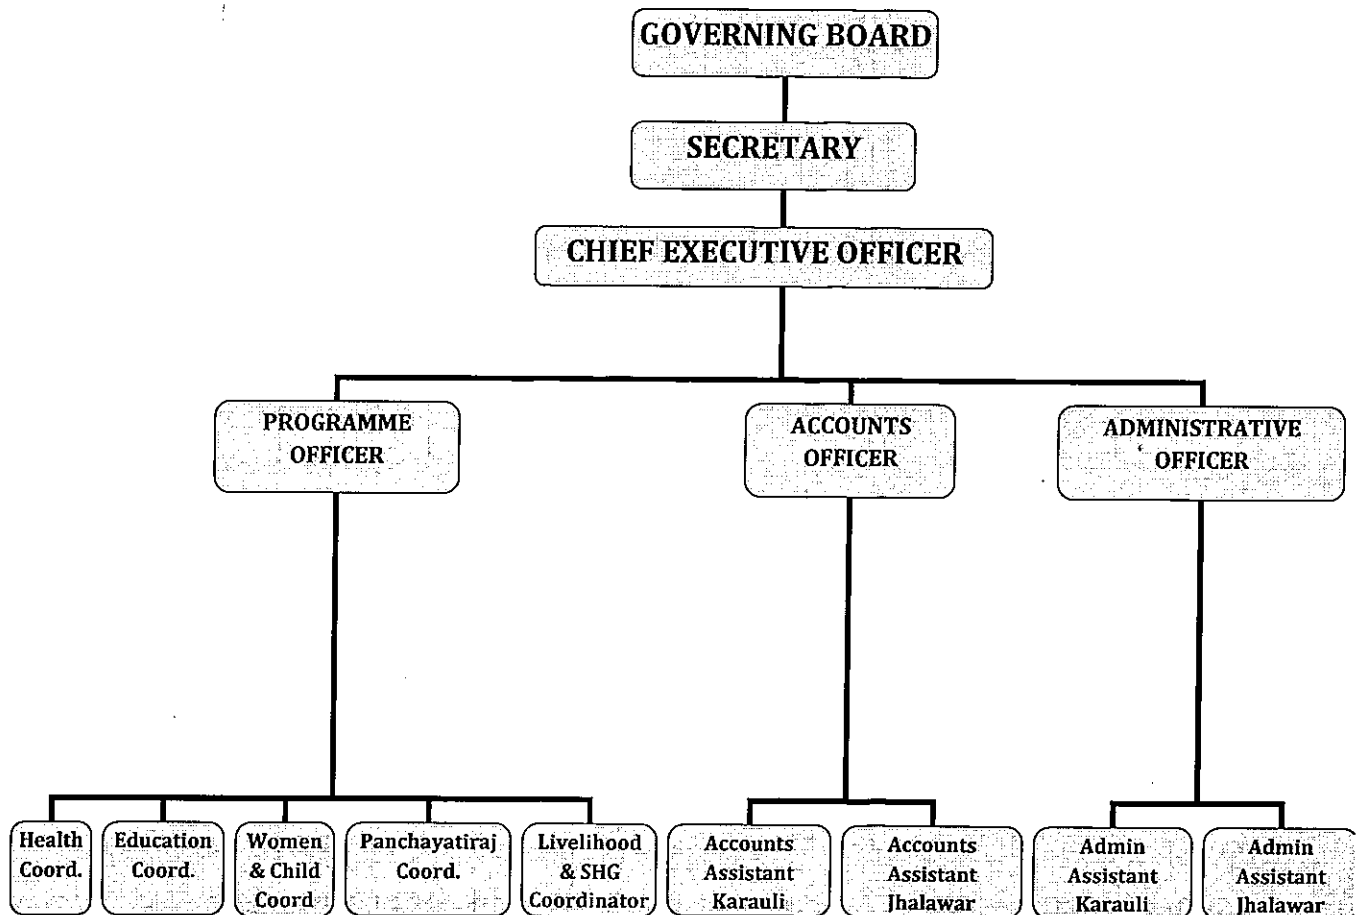 GOVERNING BOARD
SECRETARY
CHIEF EXECUTIVE OFFICER
PROGRAMME
OFFICER
ACCOUNTS
OFFICER
ADMINISTRATIVE
OFFICER
Health
Coord.
Education
Coord.
Women
& Child
Coord
Panchayatiraj
Coord.
Livelihood
& SHG
Coordinator
Accounts
Assistant
Karauli
Accounts
Assistant
Jhalawar
Admin
Assistant
Karauli
Admin
Assistant
Jhalawar